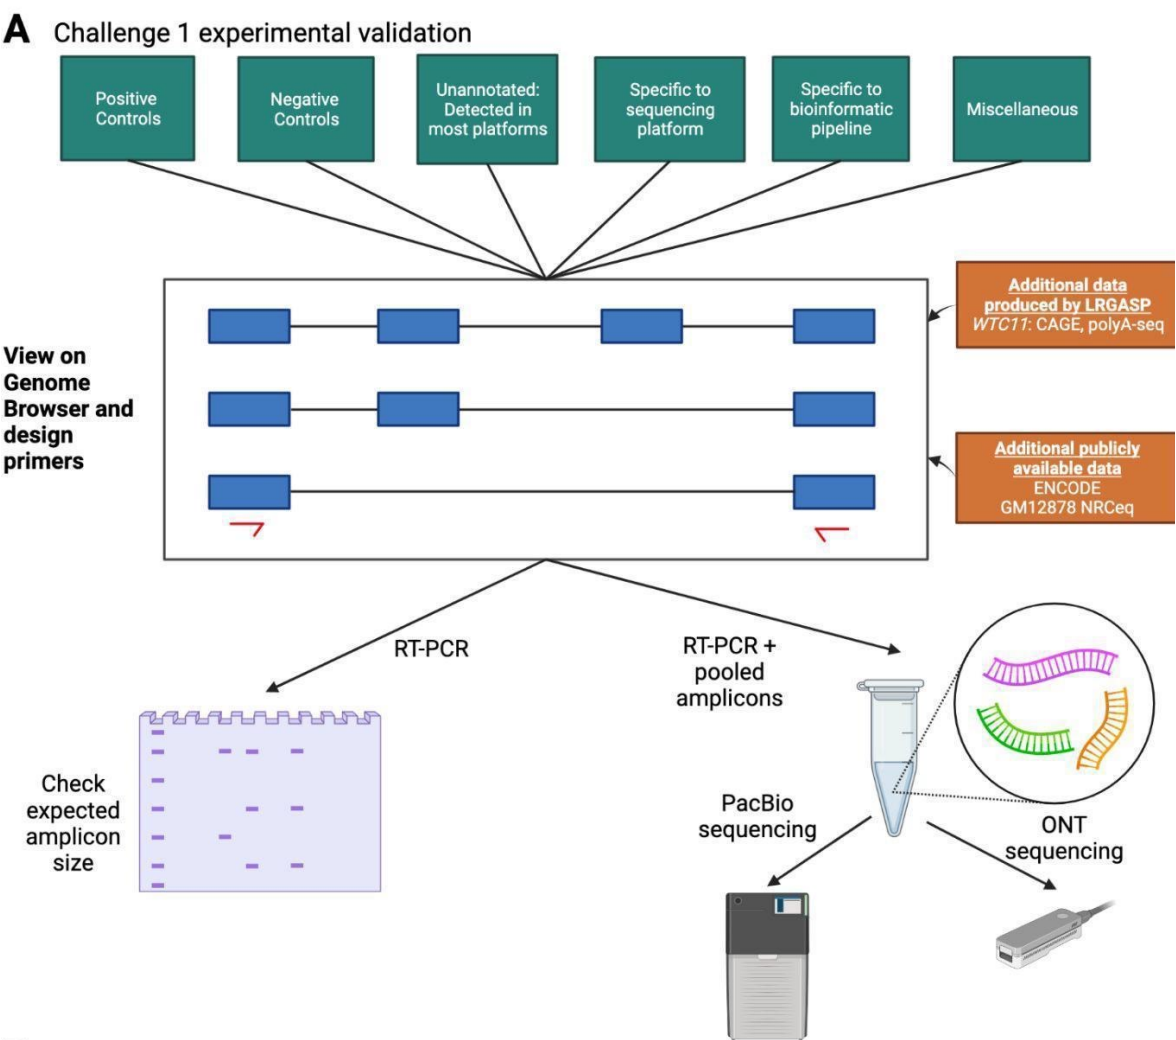 A Challenge 1 experimental validation
Positive
Controls
Negative
Controls
Unannotated:
Detected in
most platforms
Specific to
sequencing
platform
Specific to
bioinformatic
pipeline
Miscellaneous
View on
Genome
Browser and
design
primers
Additional data
produced by LRGASP
WTC11: CAGE, polyA-seq
Additional publicly
available data
ENCODE
GM12878 NRCeq
RT-PCR
RT-PCR +
pooled
amplicons
Check
expected
amplicon
size
PacBio
sequencing
ONT
sequencing